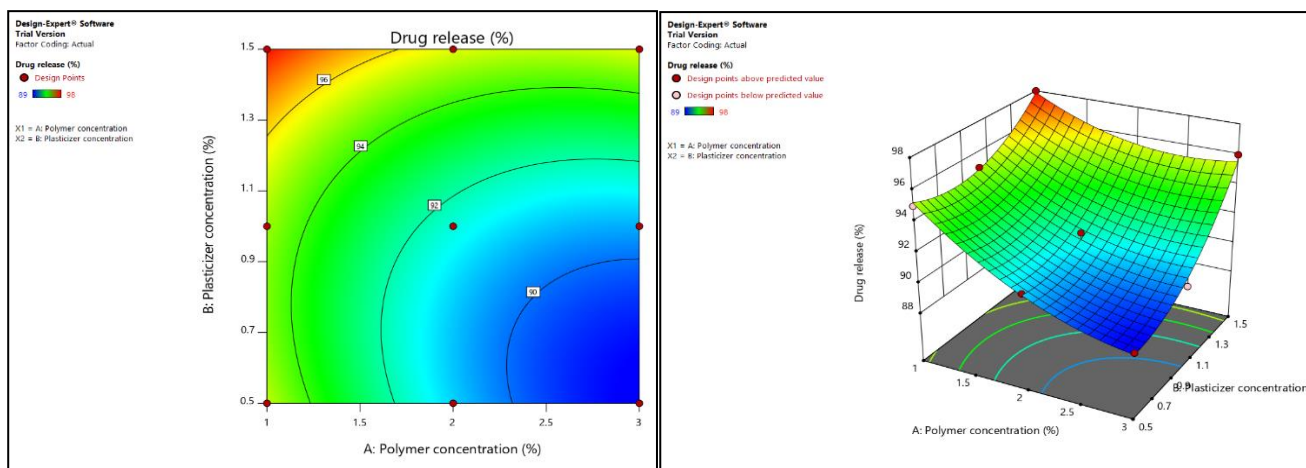 Design-Expert® Software
Trial Version
Factor Coding: Actual
Drug release (%)
Design Points
89 98
X1 = A: Polymer concentration
X2 = B: Plasticizer concentration
Drug release (%)
B: Plasticizer concentration (%)
1.5
1.3
1.1
0.9
0.7
0.5
96
94
92
90
1 1.5 2 2.5 3
A: Polymer concentration (%)
Design-Expert® Software
Trial Version
Factor Coding: Actual
Drug release (%)
Design points above predicted value
Design points below predicted value
89 98
X1 = A: Polymer concentration
X2 = B: Plasticizer concentration
Drug release (%)
98
96
94
92
90
88
1 1.5 2 2.5 3
A: Polymer concentration (%)
0.5
0.7
0.9
1.1
1.3
1.5
B: Plasticizer concentration